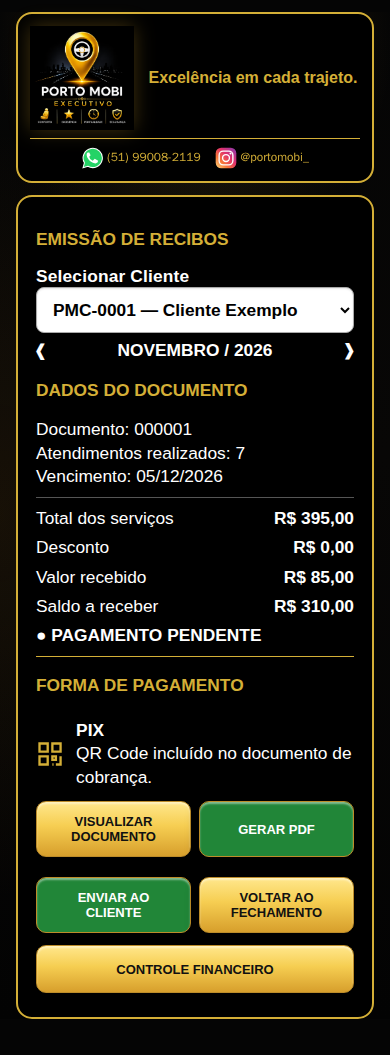 PORTO MOBI
EXECUTIVO
Excelência em cada trajeto.
(51) 99008-2119 @portomobi_
EMISSÃO DE RECIBOS
Selecionar Cliente
PMC-0001 — Cliente Exemplo
❰ NOVEMBRO / 2026 ❱
DADOS DO DOCUMENTO
Documento: 000001
Atendimentos realizados: 7
Vencimento: 05/12/2026
Total dos serviços R$ 395,00
Desconto R$ 0,00
Valor recebido R$ 85,00
Saldo a receber R$ 310,00
● PAGAMENTO PENDENTE
FORMA DE PAGAMENTO
PIX
QR Code incluído no documento de
cobrança.
VISUALIZAR
DOCUMENTO
GERAR PDF
ENVIAR AO
CLIENTE
VOLTAR AO
FECHAMENTO
CONTROLE FINANCEIRO